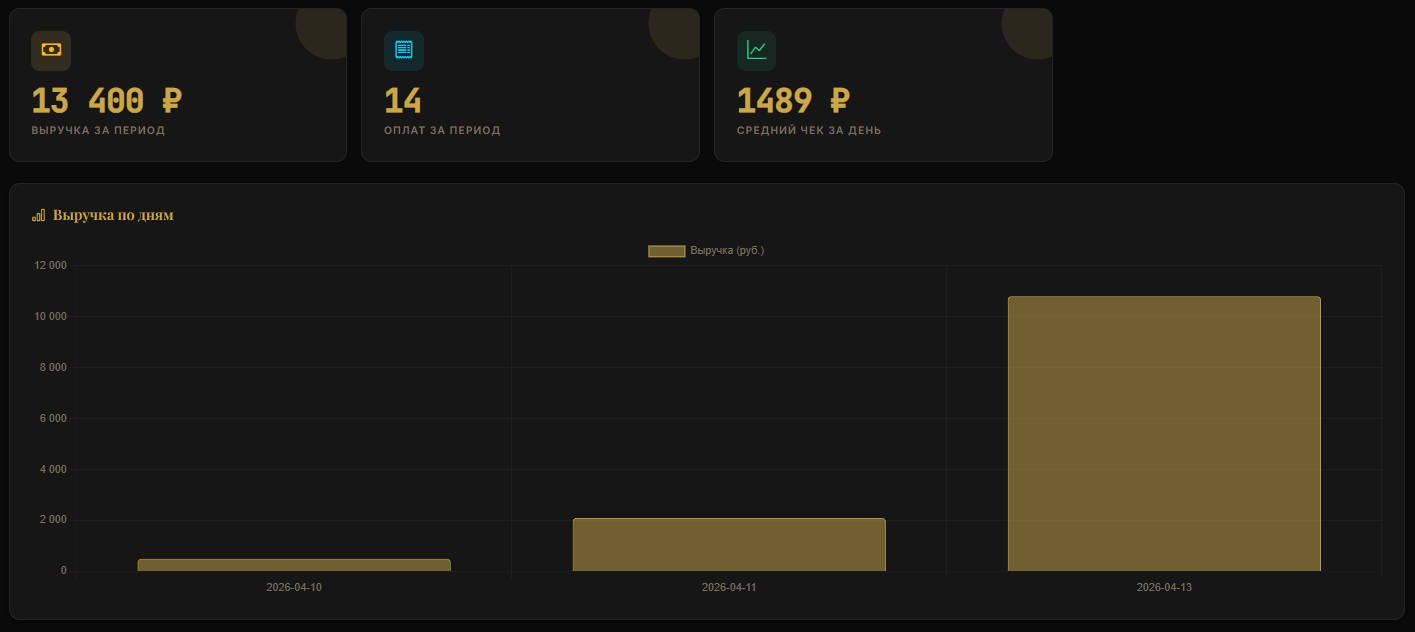 13 400 ₽
ВЫРУЧКА ЗА ПЕРИОД
14
ОПЛАТ ЗА ПЕРИОД
1489 ₽
СРЕДНИЙ ЧЕК ЗА ДЕНЬ
Выручка по дням
Выручка (руб.)
12 000
10 000
8 000
6 000
4 000
2 000
0
2026-04-10
2026-04-11
2026-04-13